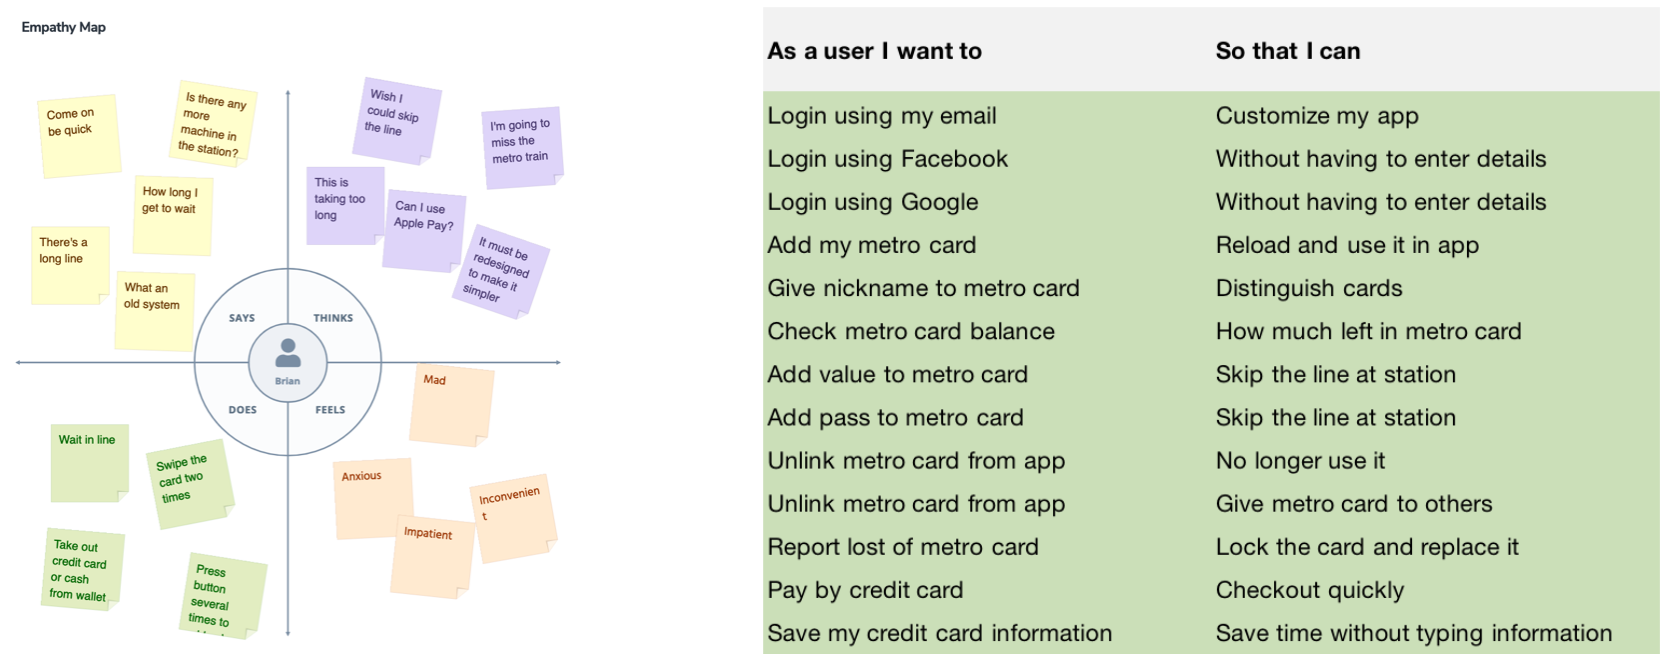 Empathy Map
Come on
be quick
Is there any
more
machine in
the station?
How long I
get to wait
There's a
long line
What an
old system
Wish I
could skip
the line
I'm going to
miss the
metro train
This is
taking too
long
Can I use
Apple Pay?
It must be
redesigned
to make it
simpler
SAYS
THINKS
Brian
DOES
FEELS
Wait in line
Swipe the
card two
times
Take out
credit card
or cash
from wallet
Press
button
several
times to
Mad
Anxious
Impatient
Inconvenien
t
As a user I want to So that I can
Login using my email Customize my app
Login using Facebook Without having to enter details
Login using Google Without having to enter details
Add my metro card Reload and use it in app
Give nickname to metro card Distinguish cards
Check metro card balance How much left in metro card
Add value to metro card Skip the line at station
Add pass to metro card Skip the line at station
Unlink metro card from app No longer use it
Unlink metro card from app Give metro card to others
Report lost of metro card Lock the card and replace it
Pay by credit card Checkout quickly
Save my credit card information Save time without typing information